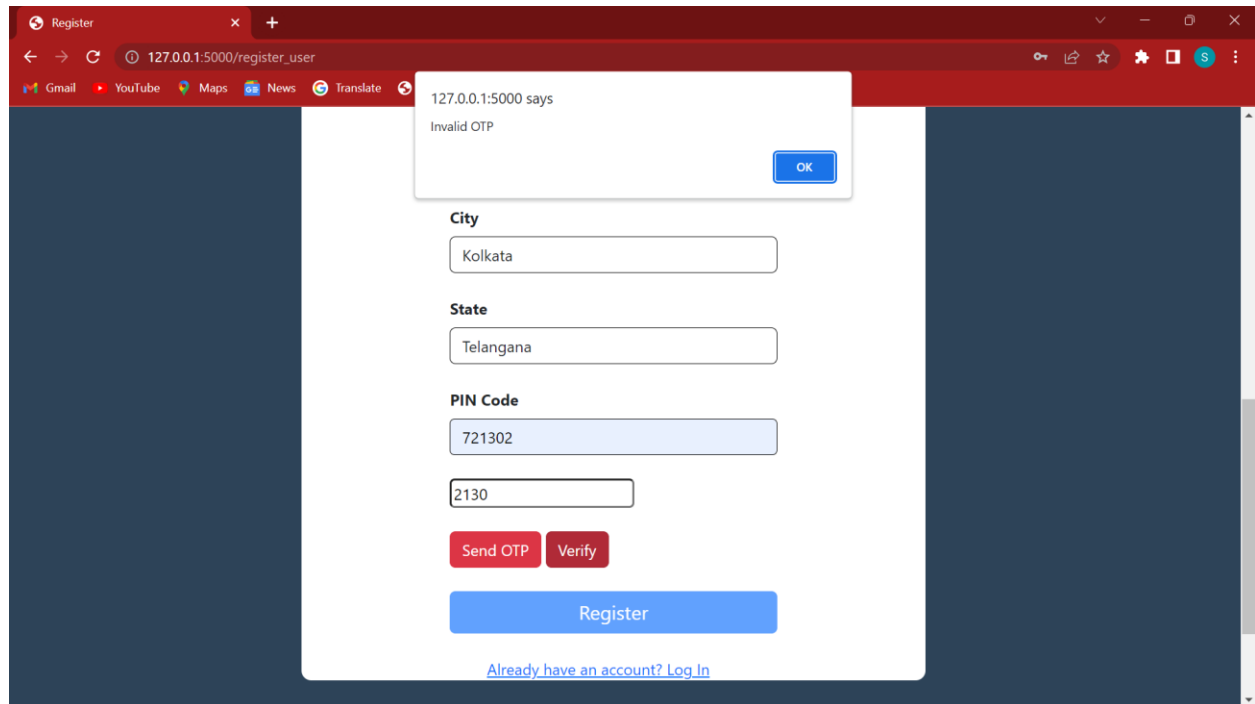 Register
127.0.0.1:5000/register_user
S
Gmail YouTube Maps News Translate
127.0.0.1:5000 says
Invalid OTP
OK
City
Kolkata
State
Telangana
PIN Code
721302
2130
Send OTP Verify
Register
Already have an account? Log In